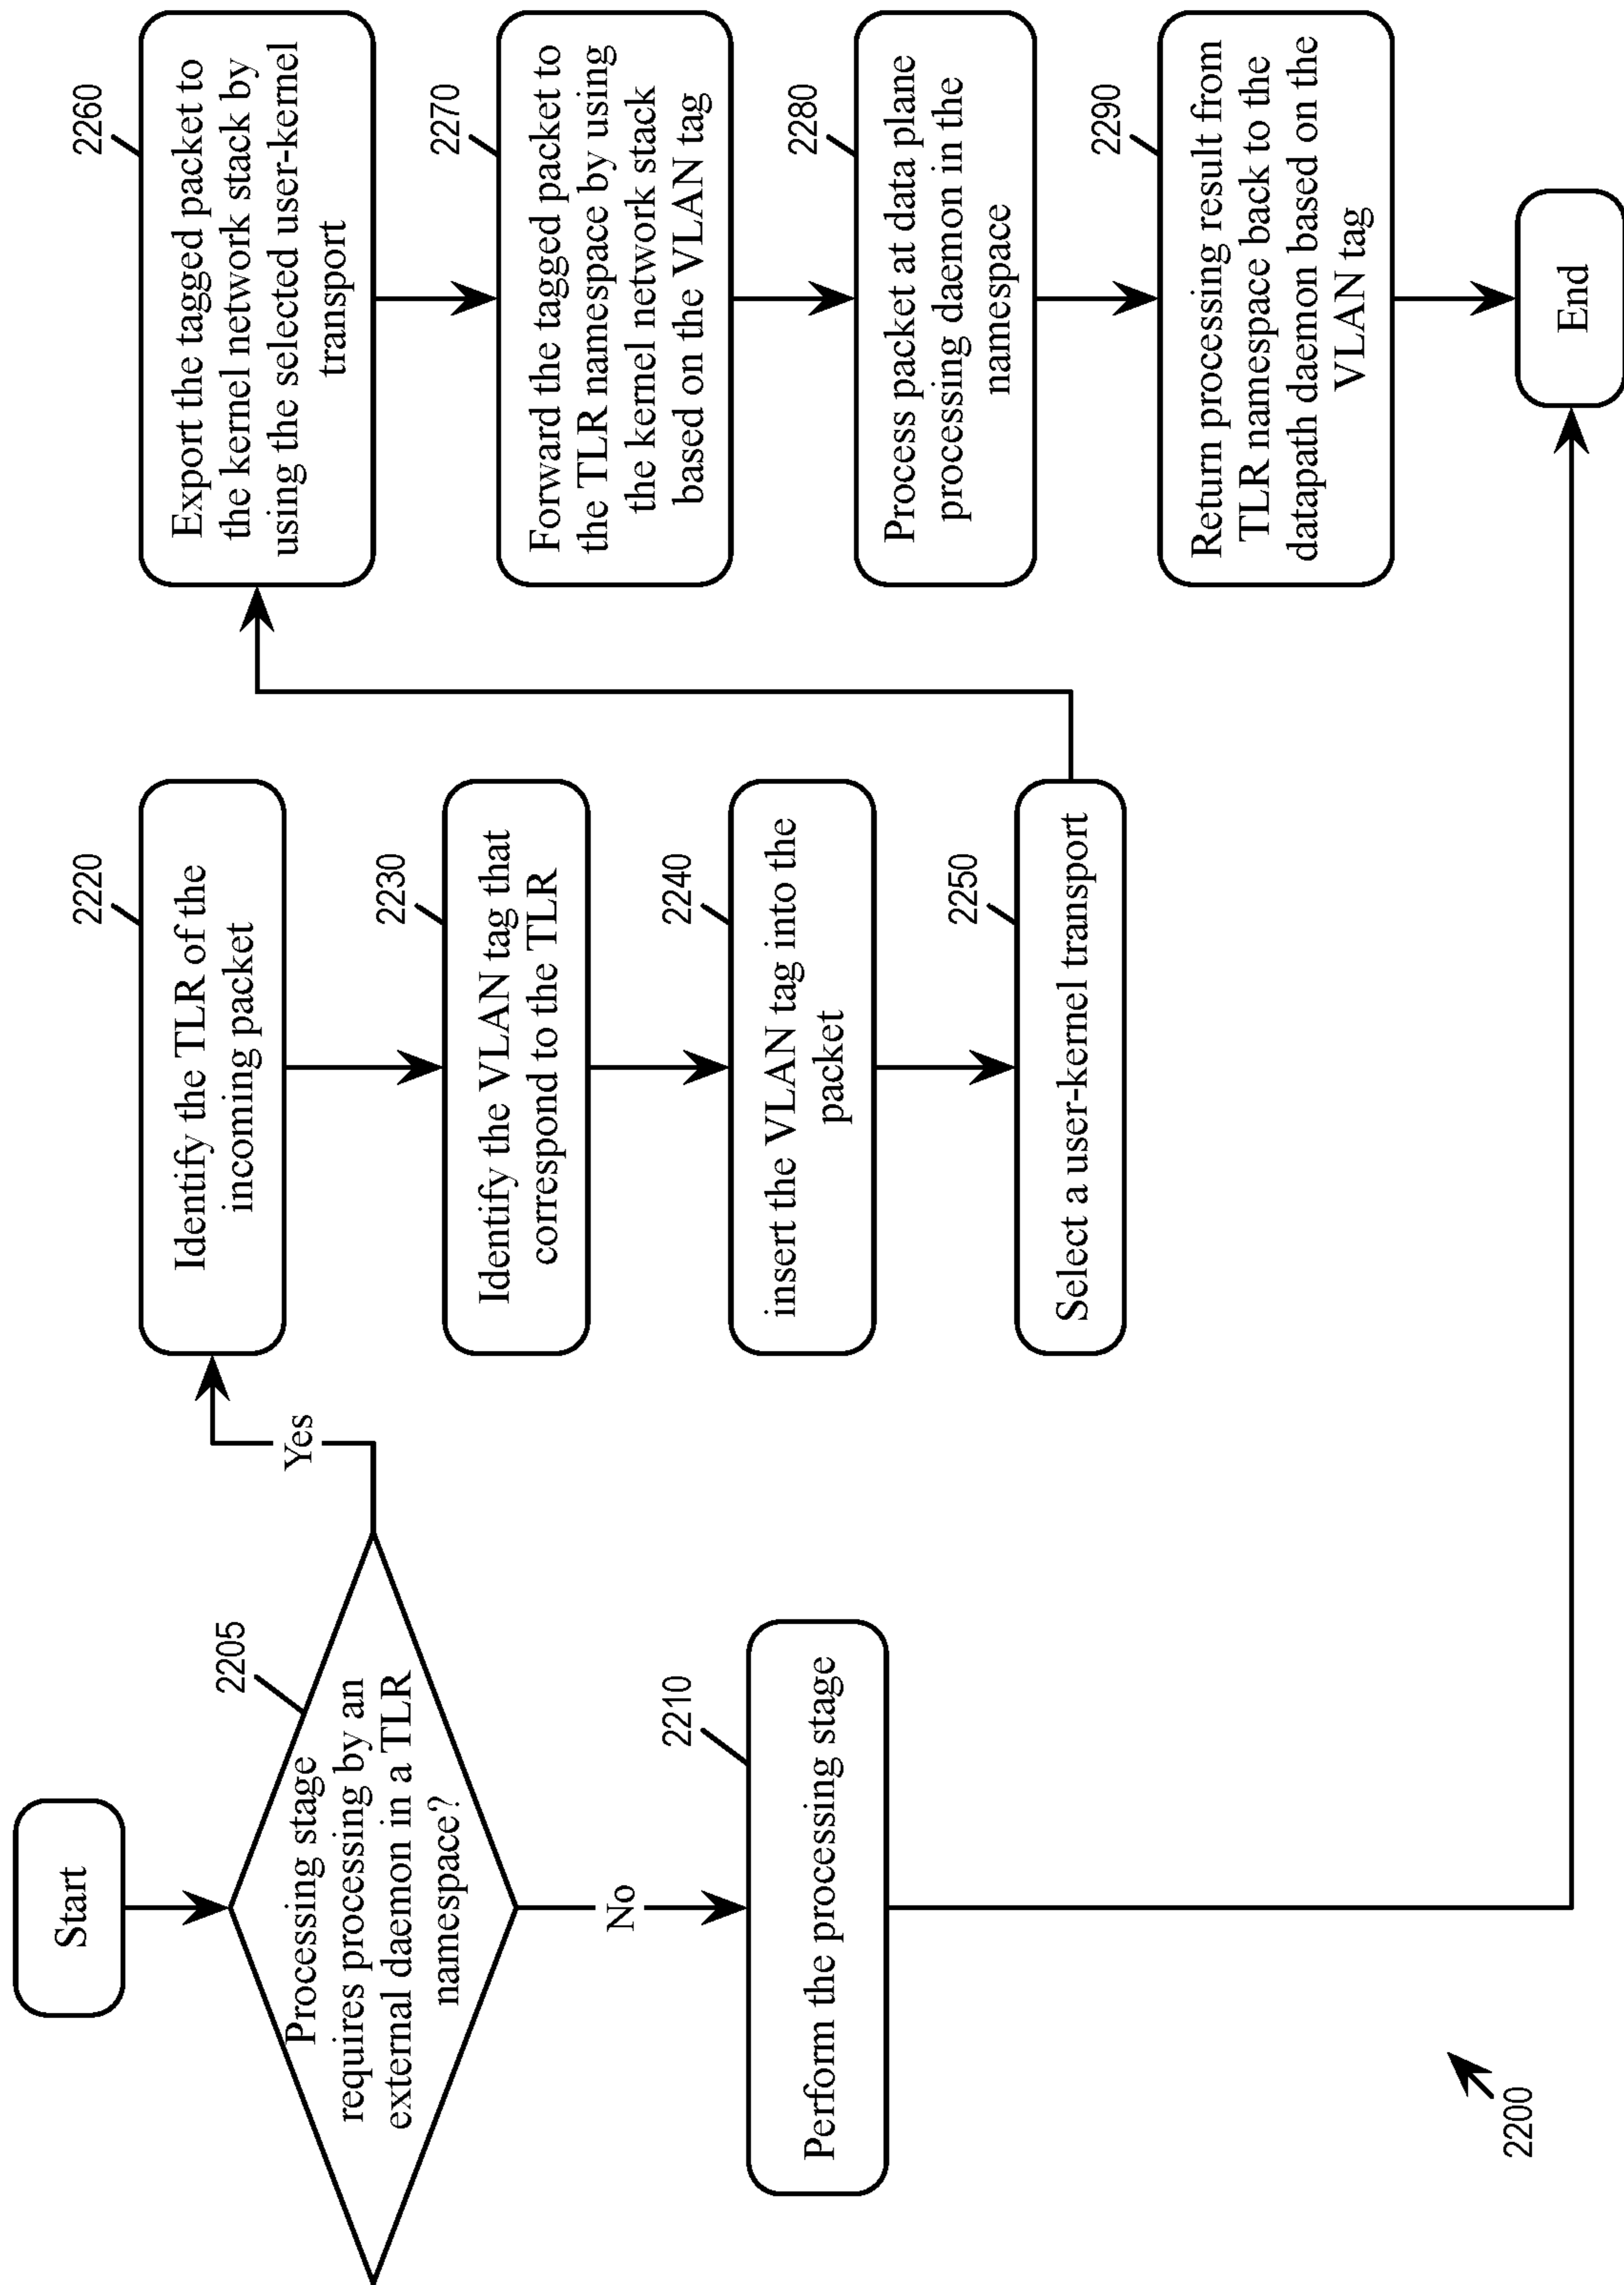 Start
2205
Processing stage
requires processing by an
external daemon in a TLR
namespace?
Yes
No
2210
Perform the processing stage
2220
Identify the TLR of the
incoming packet
2230
Identify the VLAN tag that
correspond to the TLR
2240
insert the VLAN tag into the
packet
2250
Select a user-kernel transport
2260
Export the tagged packet to
the kernel network stack by
using the selected user-kernel
transport
2270
Forward the tagged packet to
the TLR namespace by using
the kernel network stack
based on the VLAN tag
2280
Process packet at data plane
processing daemon in the
namespace
2290
Return processing result from
TLR namespace back to the
datapath daemon based on the
VLAN tag
End
2200